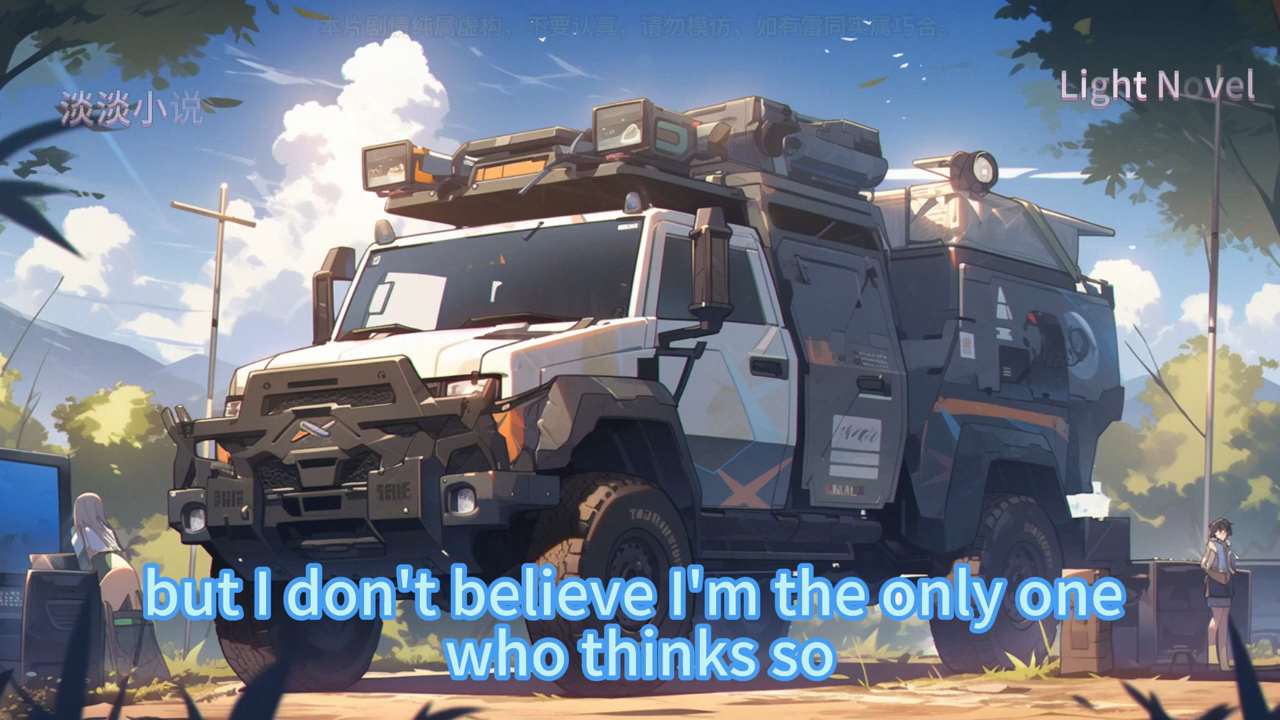 本片剧情纯属虚构，不要认真，请勿模仿，如有雷同实属巧合。
淡淡小说
Light Novel
but I don't believe I'm the only one
who thinks so